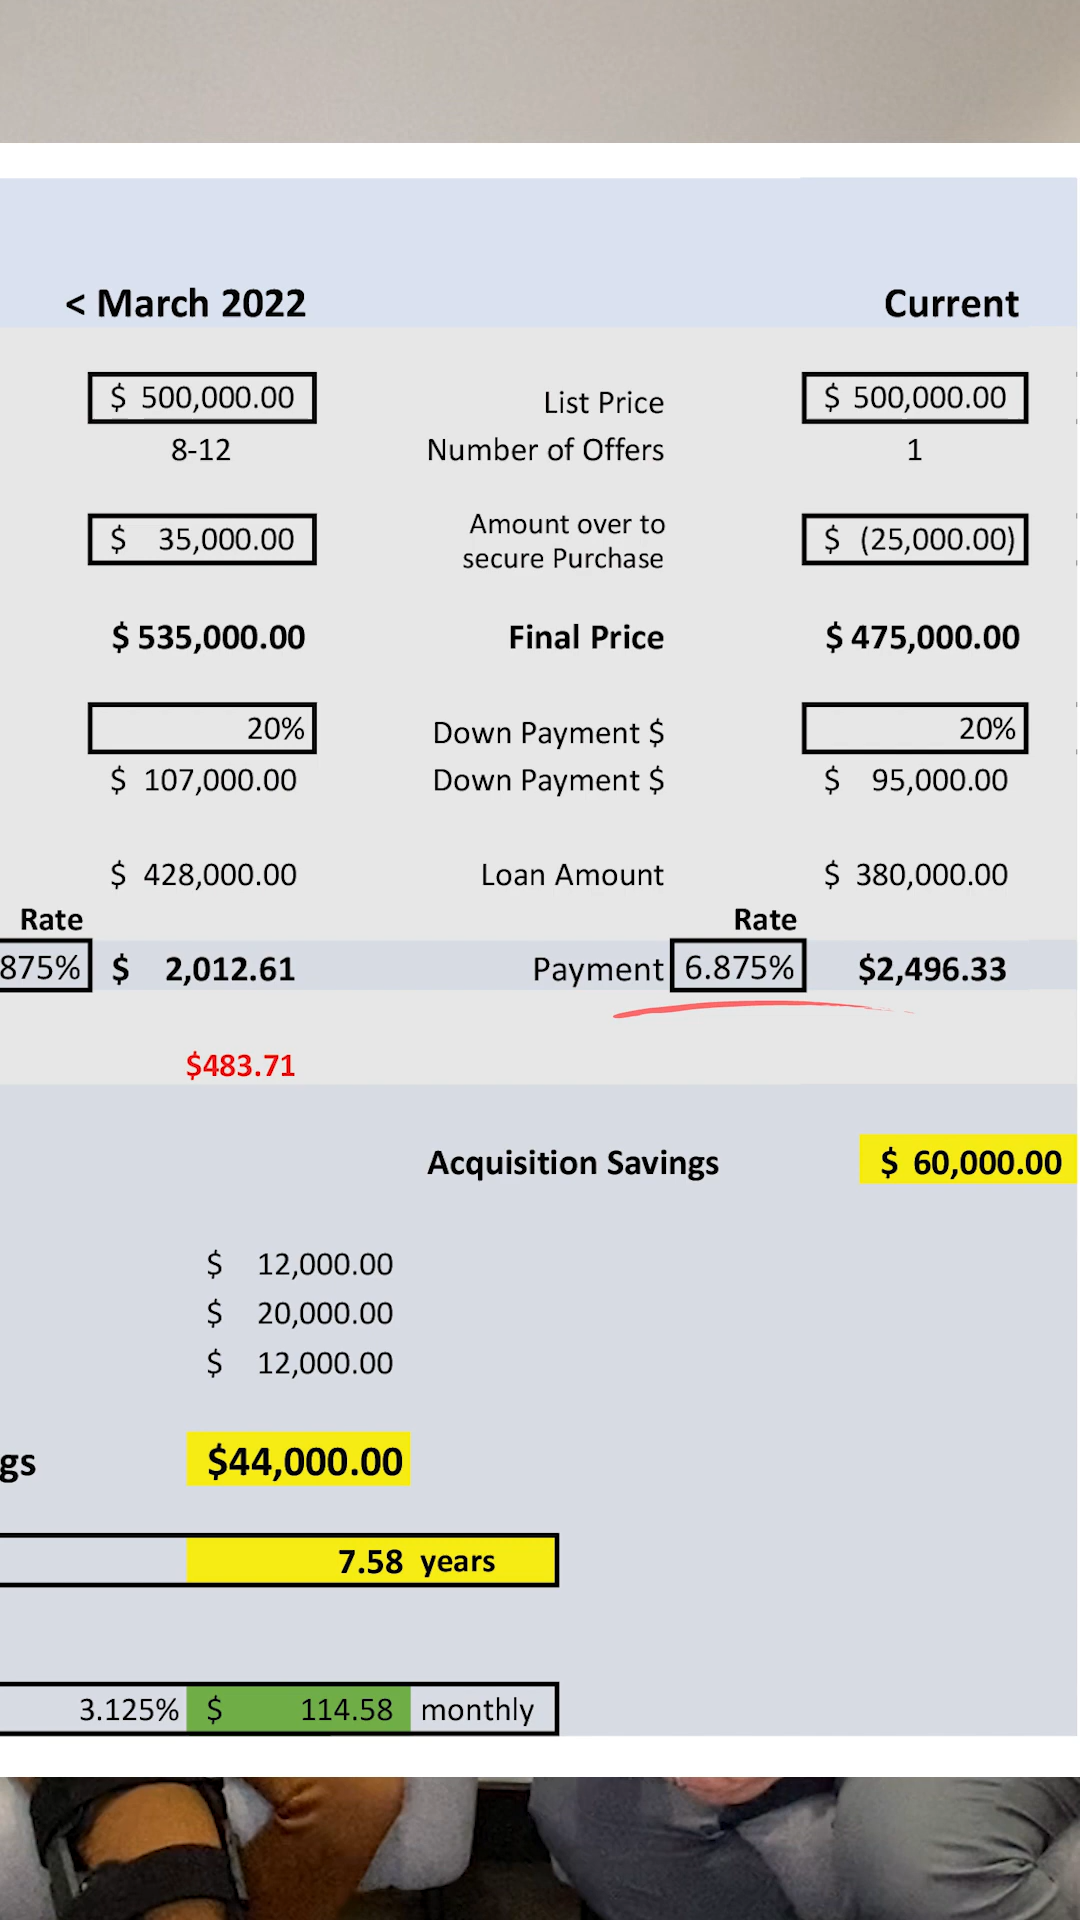 < March 2022 Current
$ 500,000.00 List Price $ 500,000.00
8-12 Number of Offers 1
$ 35,000.00 Amount over to secure Purchase $ (25,000.00)
$ 535,000.00 Final Price $ 475,000.00
20% Down Payment $ 20%
$ 107,000.00 Down Payment $ $ 95,000.00
$ 428,000.00 Loan Amount $ 380,000.00
Rate Rate
875% $ 2,012.61 Payment 6.875% $2,496.33
$483.71
Acquisition Savings $ 60,000.00
$ 12,000.00
$ 20,000.00
$ 12,000.00
gs $44,000.00
7.58 years
3.125% $ 114.58 monthly